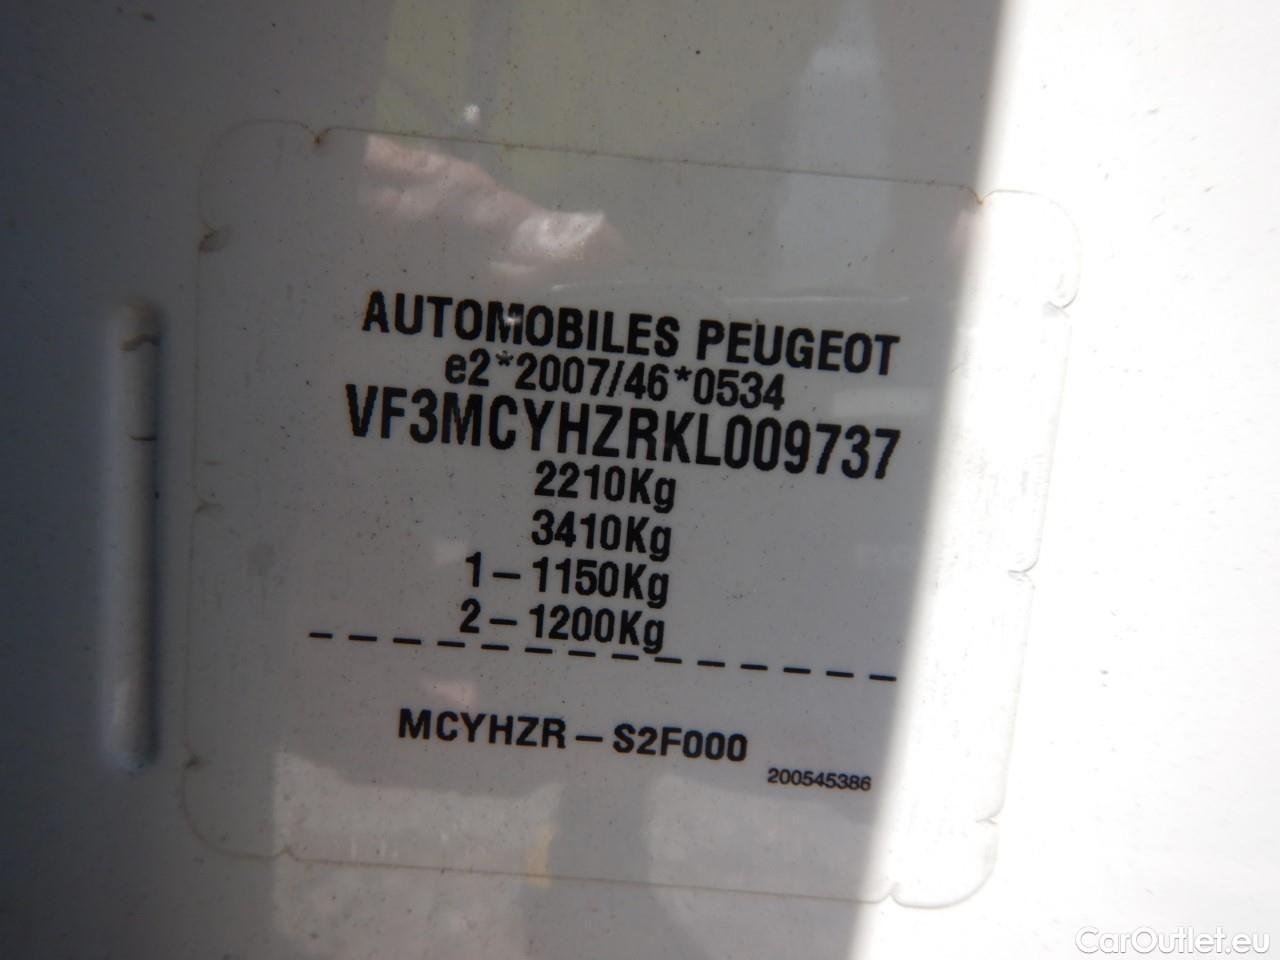 AUTOMOBILES PEUGEOT
e2*2007/46*0534
VF3MCYHZRKL009737
2210Kg
3410Kg
1-1150Kg
2-1200Kg
MCYHZR-S2F000
200545386
CarOutlet.eu